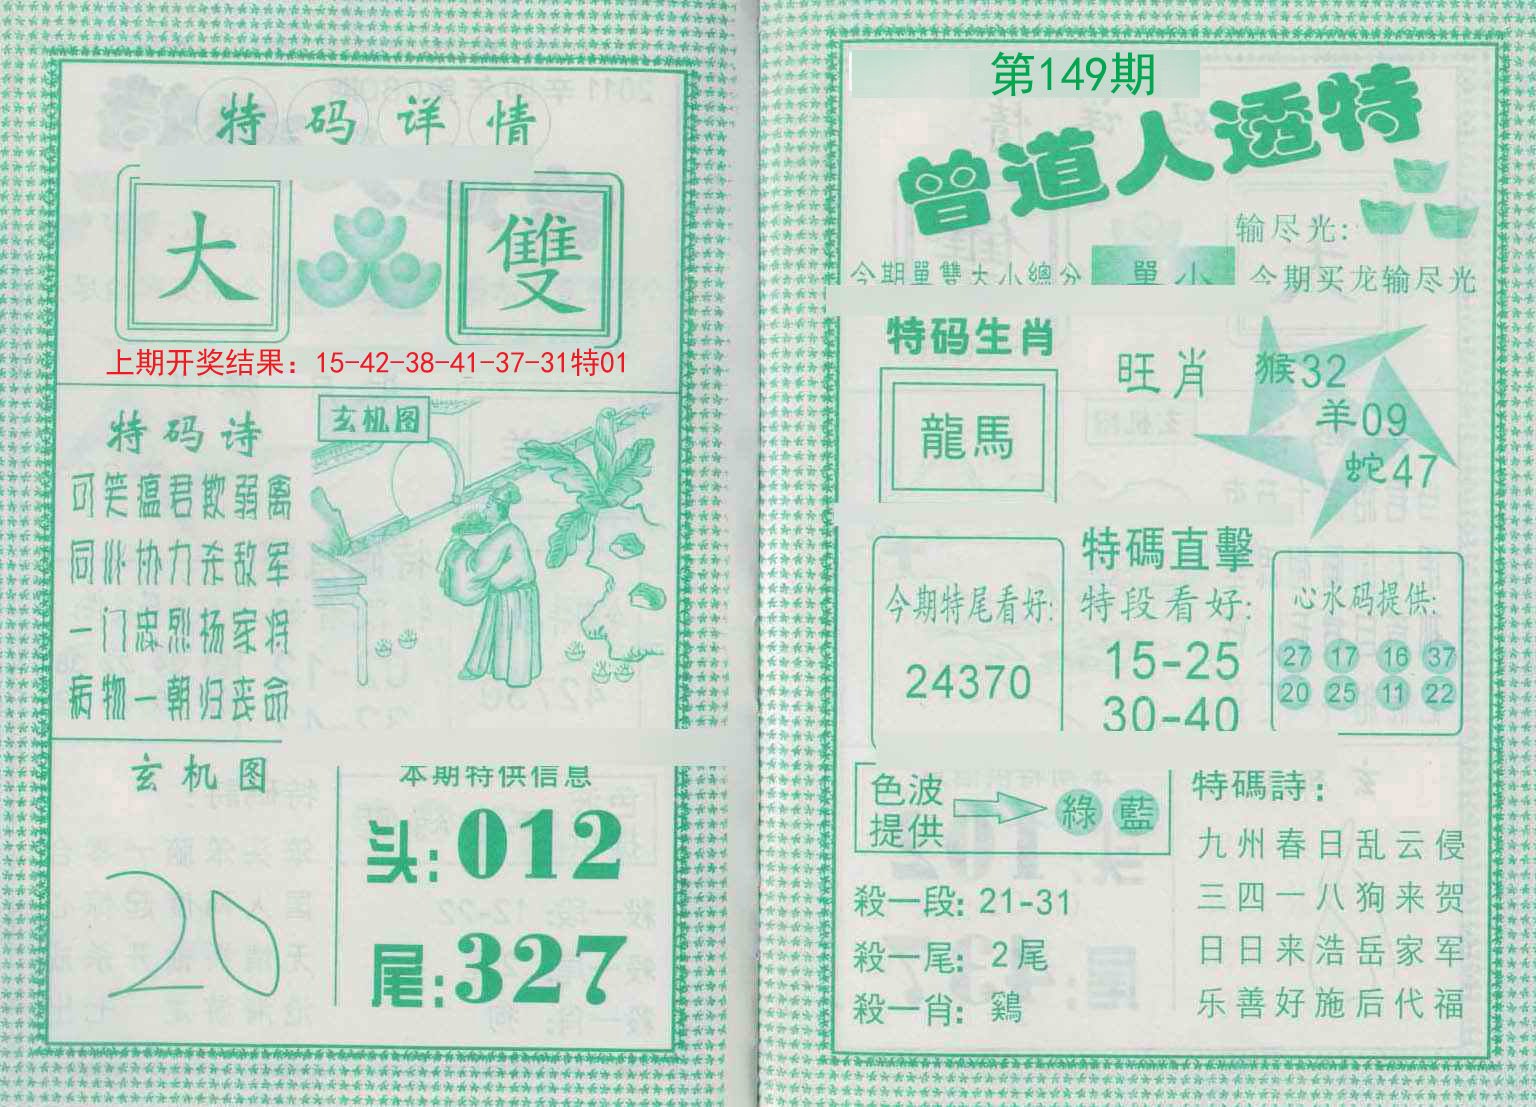 特码详情
大 雙
上期开奖结果：15-42-38-41-37-31特01
特码诗
可笑瘟君欺弱禽
同洲协力杀敌军
一门忠烈杨家将
病物一朝归丧命
玄机图
玄机图
20
本期特供信息
头:012
尾:327
第149期
曾道人透特
输尽光:
今期單雙大小總分 單小 今期买龙输尽光
特码生肖
龍馬
旺肖
猴32
羊09
蛇47
特碼直擊
今期特尾看好:
24370
特段看好:
15-25
30-40
心水码提供:
27 17 16 37
20 25 11 22
色波提供 綠 藍
殺一段: 21-31
殺一尾: 2尾
殺一肖: 鷄
特碼詩：
九州春日乱云侵
三四一八狗来贺
日日来浩岳家军
乐善好施后代福